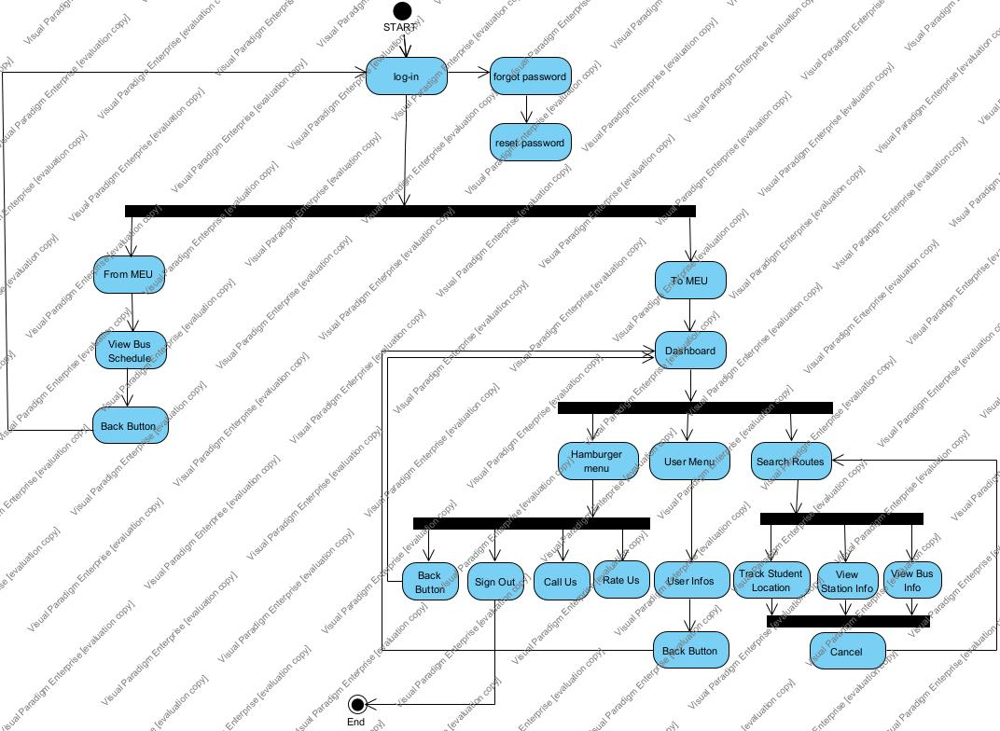 START
log-in
forgot password
reset password
From MEU
To MEU
View Bus
Schedule
Dashboard
Back Button
Hamburger
menu
User Menu
Search Routes
Back
Button
Sign Out
Call Us
Rate Us
User Infos
Track Student
Location
View
Station Info
View Bus
Info
Back Button
Cancel
End
Visual Paradigm Enterprise [evaluation copy]